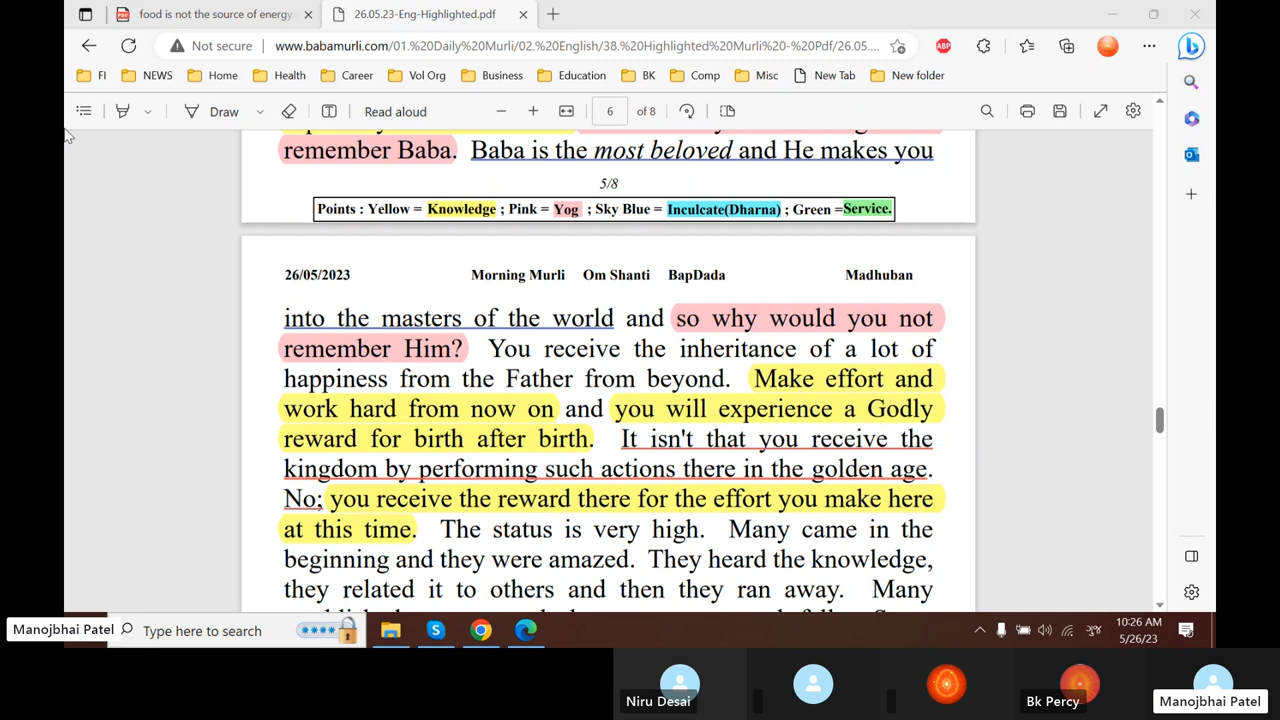 food is not the source of energy
26.05.23-Eng-Highlighted.pdf
Not secure
www.babamurli.com/01.%20Daily%20Murli/02.%20English/38.%20Highlighted%20Murli%20-%20Pdf/26.05....
ABP
FI NEWS Home Health Career Vol Org Business Education BK Comp Misc New Tab New folder
Draw Read aloud 6 of 8
remember Baba. Baba is the most beloved and He makes you
5/8
Points : Yellow = Knowledge ; Pink = Yog ; Sky Blue = Inculcate(Dharna) ; Green =Service.
26/05/2023 Morning Murli Om Shanti BapDada Madhuban
into the masters of the world and so why would you not
remember Him? You receive the inheritance of a lot of
happiness from the Father from beyond. Make effort and
work hard from now on and you will experience a Godly
reward for birth after birth. It isn't that you receive the
kingdom by performing such actions there in the golden age.
No; you receive the reward there for the effort you make here
at this time. The status is very high. Many came in the
beginning and they were amazed. They heard the knowledge,
they related it to others and then they ran away. Many
Manojbhai Patel
Type here to search
10:26 AM
5/26/23
Niru Desai
Bk Percy
Manojbhai Patel